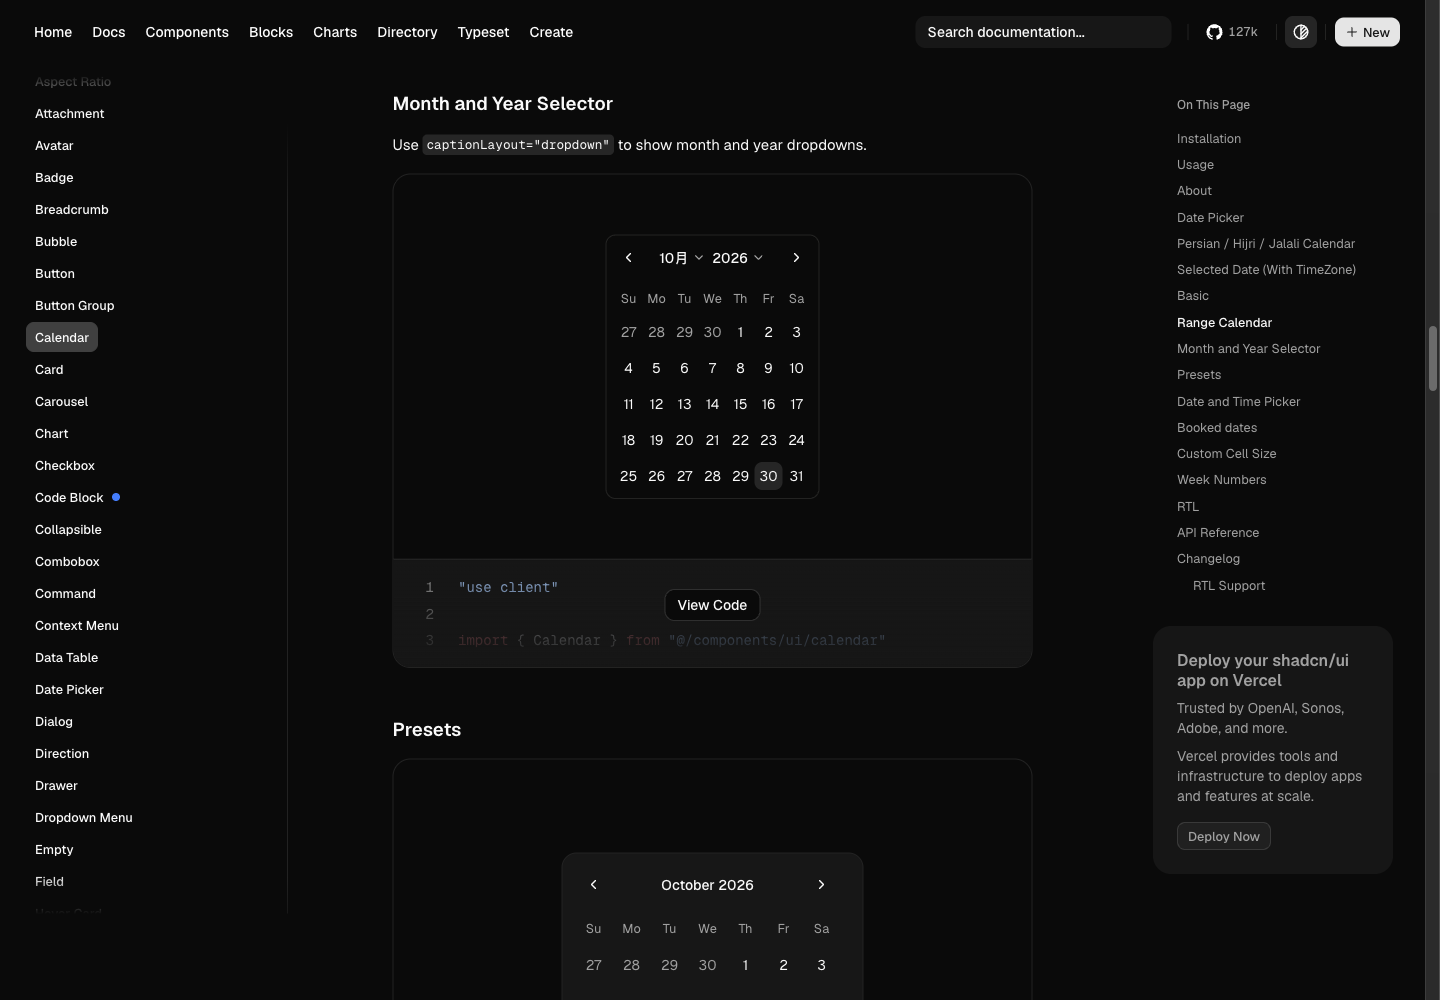 Home Docs Components Blocks Charts Directory Typeset Create
Search documentation...
127k
New
Aspect Ratio
Attachment
Avatar
Badge
Breadcrumb
Bubble
Button
Button Group
Calendar
Card
Carousel
Chart
Checkbox
Code Block
Collapsible
Combobox
Command
Context Menu
Data Table
Date Picker
Dialog
Direction
Drawer
Dropdown Menu
Empty
Field
Month and Year Selector
Use captionLayout="dropdown" to show month and year dropdowns.
10月 2026
Su Mo Tu We Th Fr Sa
27 28 29 30 1 2 3
4 5 6 7 8 9 10
11 12 13 14 15 16 17
18 19 20 21 22 23 24
25 26 27 28 29 30 31
1 "use client"
2
View Code
3 import { Calendar } from "@/components/ui/calendar"
Presets
October 2026
Su Mo Tu We Th Fr Sa
27 28 29 30 1 2 3
On This Page
Installation
Usage
About
Date Picker
Persian / Hijri / Jalali Calendar
Selected Date (With TimeZone)
Basic
Range Calendar
Month and Year Selector
Presets
Date and Time Picker
Booked dates
Custom Cell Size
Week Numbers
RTL
API Reference
Changelog
RTL Support
Deploy your shadcn/ui
app on Vercel
Trusted by OpenAI, Sonos,
Adobe, and more.
Vercel provides tools and
infrastructure to deploy apps
and features at scale.
Deploy Now